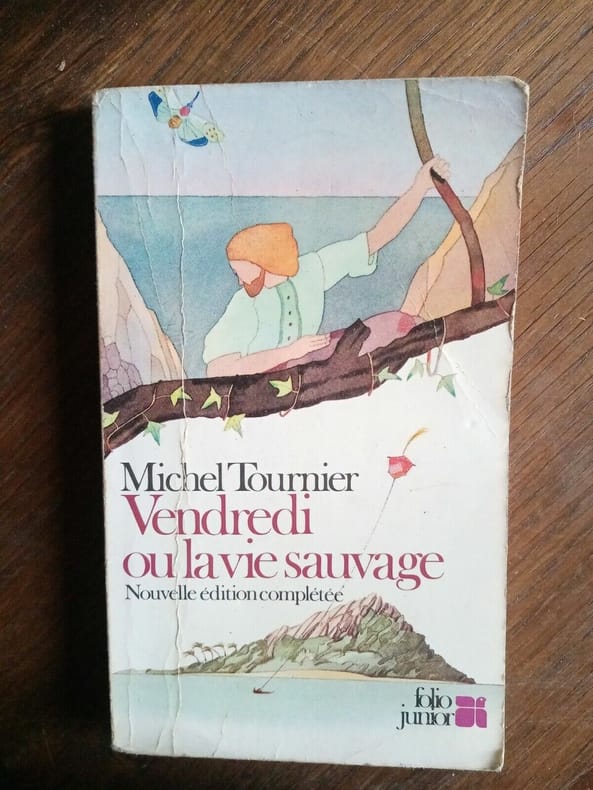 Michel Tournier
Vendredi
ou la vie sauvage
Nouvelle édition complétée
folio
junior